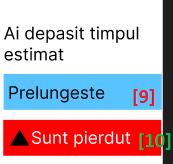 Ai depasit timpul
estimat
Prelungeste [9]
Sunt pierdut [10]